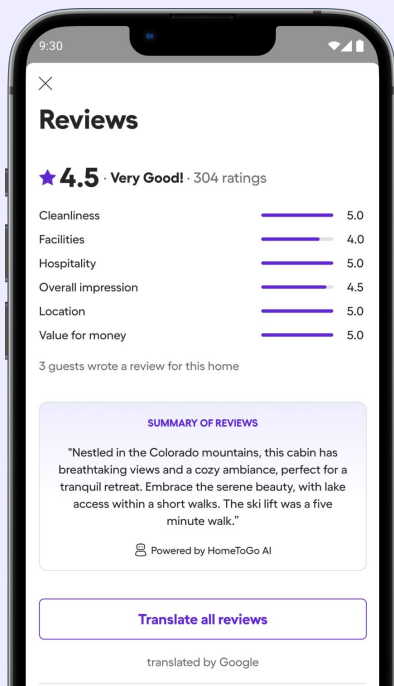 9:30
Reviews
4.5 · Very Good! · 304 ratings
Cleanliness 5.0
Facilities 4.0
Hospitality 5.0
Overall impression 4.5
Location 5.0
Value for money 5.0
3 guests wrote a review for this home
SUMMARY OF REVIEWS
"Nestled in the Colorado mountains, this cabin has
breathtaking views and a cozy ambiance, perfect for a
tranquil retreat. Embrace the serene beauty, with lake
access within a short walks. The ski lift was a five
minute walk.”
Powered by HomeToGo AI
Translate all reviews
translated by Google